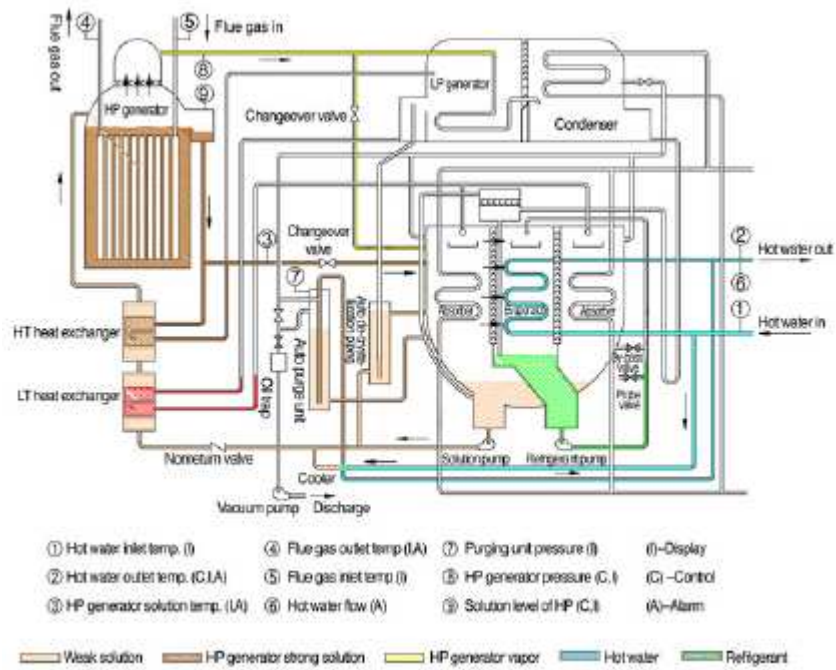 ④
⑤
Flue gas in
Flue gas out
⑧
⑨
HP generator
LP generator
Changeover valve
Condenser
③
Changeover
valve
②
Hot water out
⑦
⑥
Absorber
Evaporator
Absorber
①
Hot water in
HT heat exchanger
By-pass
valve
Auto purge unit
Oil trap
LT heat exchanger
valve
Solution pump
Refrigerant pump
Cooler
Vacuum pump
Discharge
① Hot water inlet temp. (I)
④ Flue gas outlet temp (I,A)
⑦ Purging unit pressure (I)
(I)–Display
② Hot water outlet temp. (C,I,A)
⑤ Flue gas inlet temp (I)
⑧ HP generator pressure (C,I)
(C) –Control
③ HP generator solution temp. (I,A)
⑥ Hot water flow (A)
⑨ Solution level of HP (C,I)
(A)–Alarm
Weak solution
HP generator strong solution
HP generator vapor
Hot water
Refrigerant